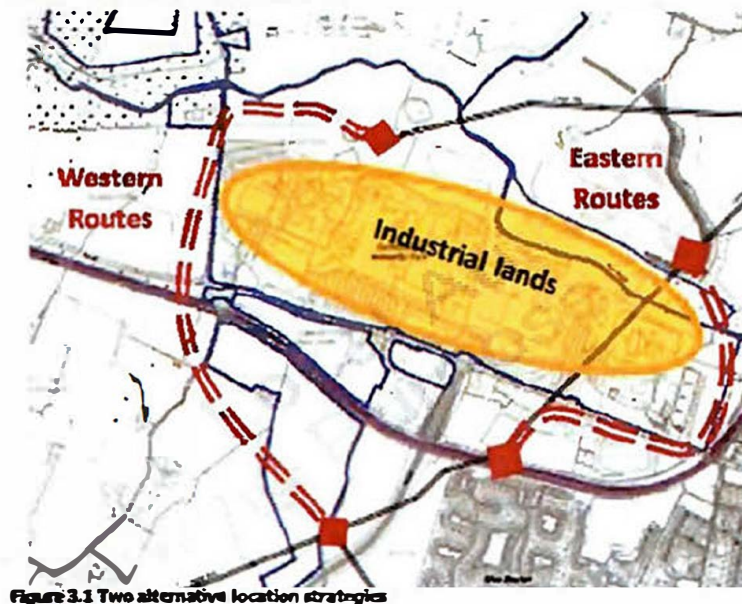 Western
Routes
Eastern
Routes
Industrial lands
Figure 3.1 Two alternative location strategies